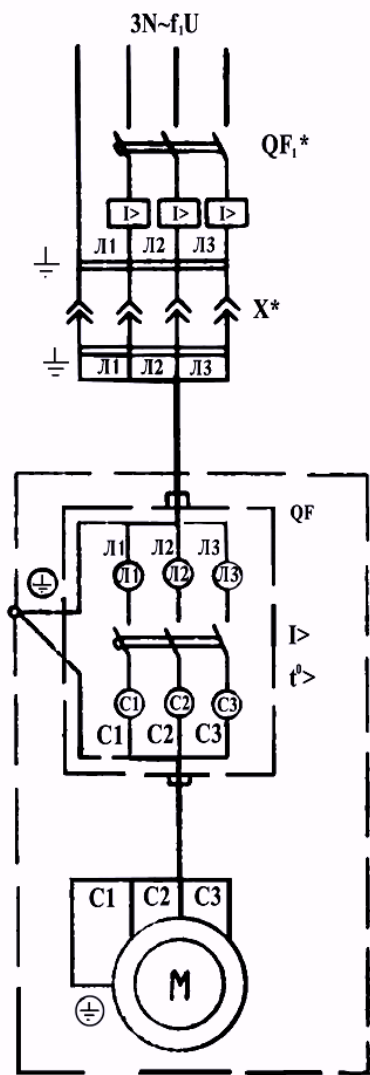 3N~f₁U
QF₁*
I> I> I>
Л1 Л2 Л3
X*
Л1 Л2 Л3
QF
Л1 Л2 Л3
Л1 Л2 Л3
I>
t⁰>
C1 C2 C3
C1 C2 C3
C1 C2 C3
M